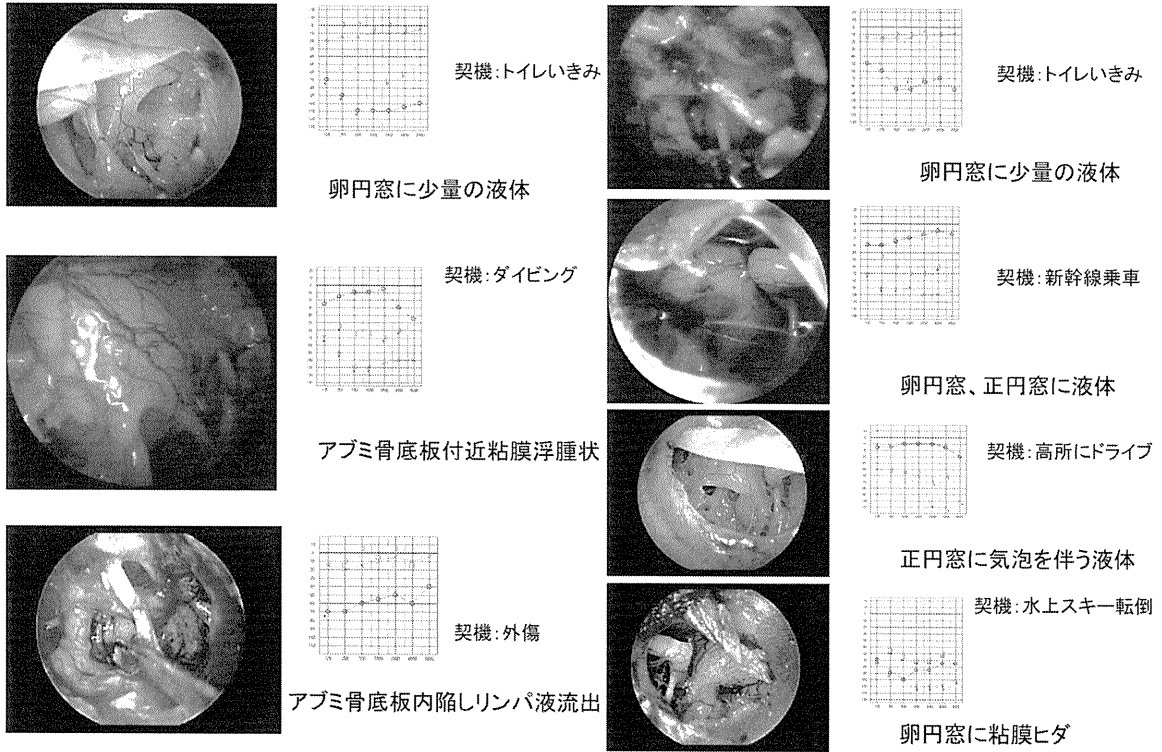 契機:トイレいきみ
卵円窓に少量の液体
契機:ダイビング
アブミ骨底板付近粘膜浮腫状
契機:外傷
アブミ骨底板内陥しリンパ液流出
契機:トイレいきみ
卵円窓に少量の液体
契機:新幹線乗車
卵円窓、正円窓に液体
契機:高所にドライブ
正円窓に気泡を伴う液体
契機:水上スキー転倒
卵円窓に粘膜ヒダ